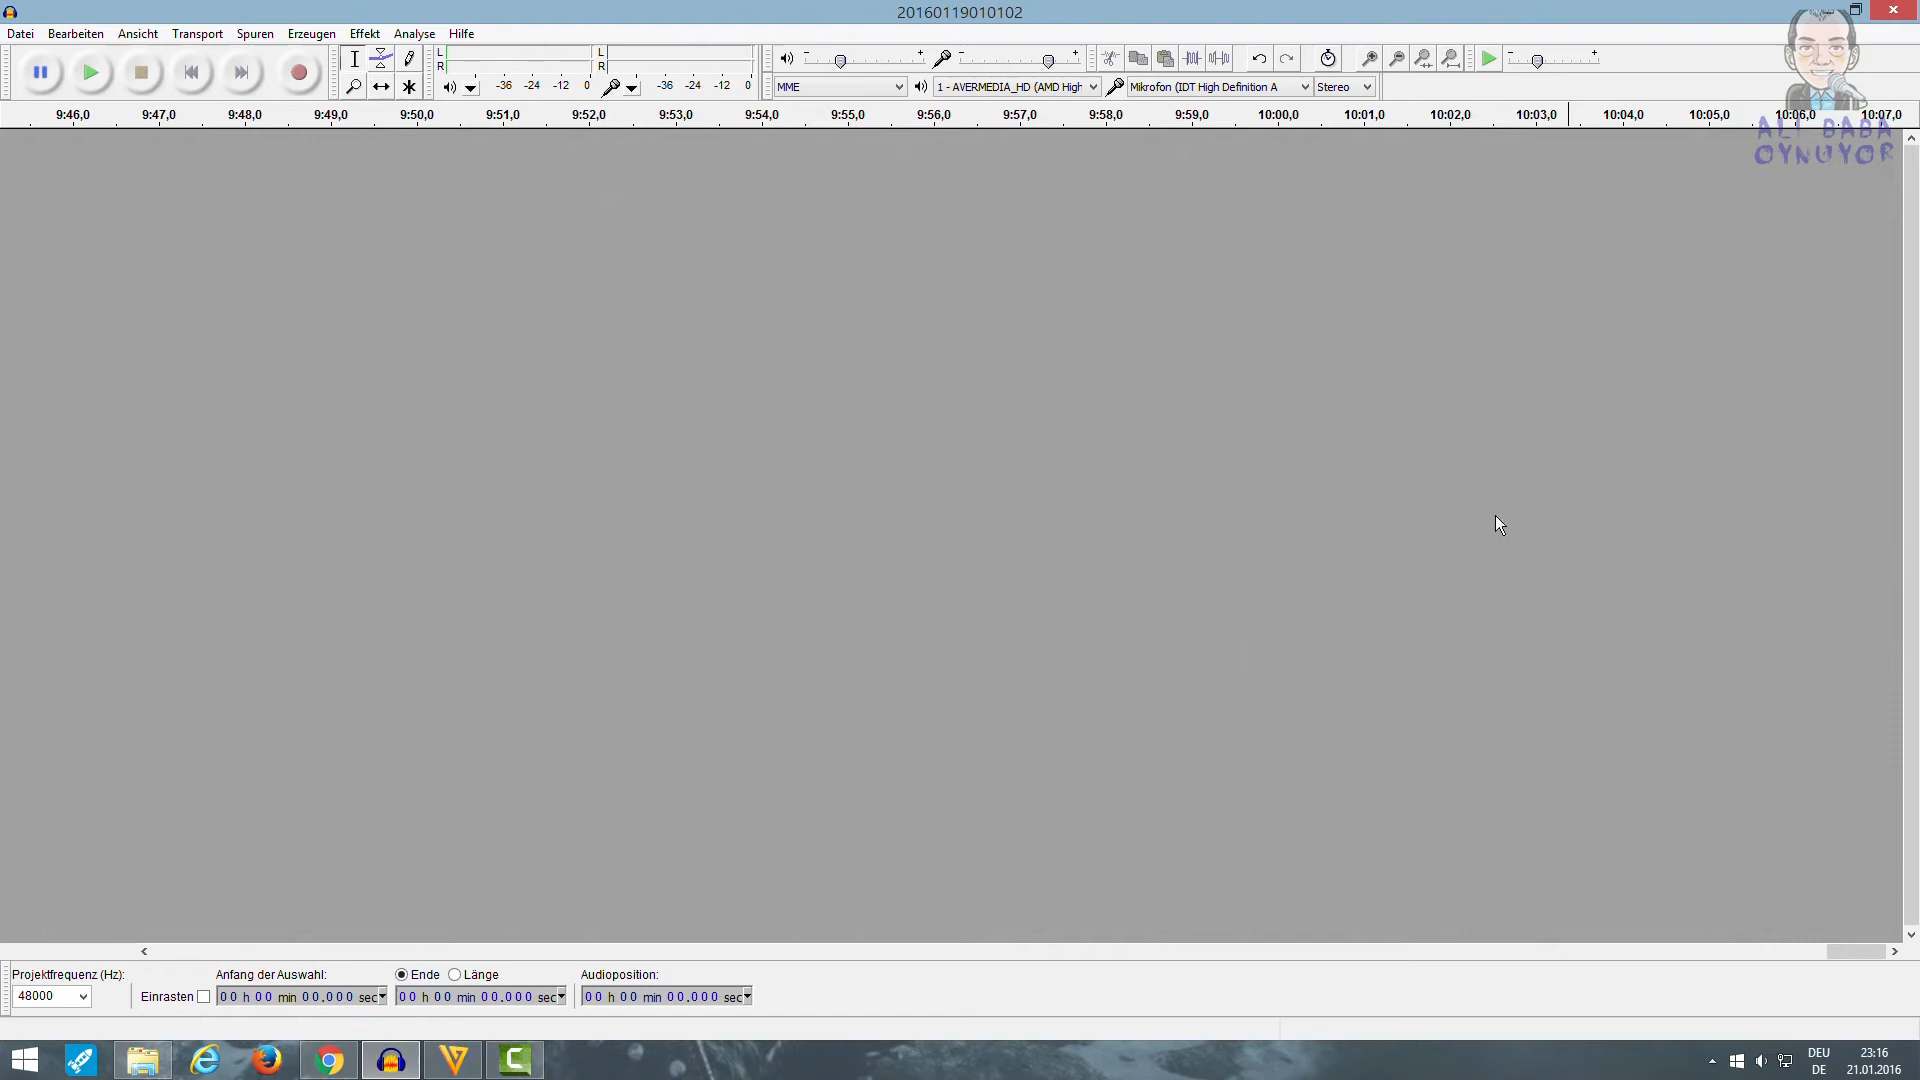 20160119010102
Datei Bearbeiten Ansicht Transport Spuren Erzeugen Effekt Analyse Hilfe
L L
R R
-36 -24 -12 0 -36 -24 -12 0
MME 1 - AVERMEDIA_HD (AMD High Mikrofon (IDT High Definition A Stereo
9:46,0 9:47,0 9:48,0 9:49,0 9:50,0 9:51,0 9:52,0 9:53,0 9:54,0 9:55,0 9:56,0 9:57,0 9:58,0 9:59,0 10:00,0 10:01,0 10:02,0 10:03,0 10:04,0 10:05,0 10:06,0 10:07,0
ALI BABA
OYNUYOR
Projektfrequenz (Hz): Anfang der Auswahl: Ende Länge Audioposition:
48000 Einrasten 00 h 00 min 00.000 sec 00 h 00 min 00.000 sec 00 h 00 min 00.000 sec
DEU 23:16
DE 21.01.2016